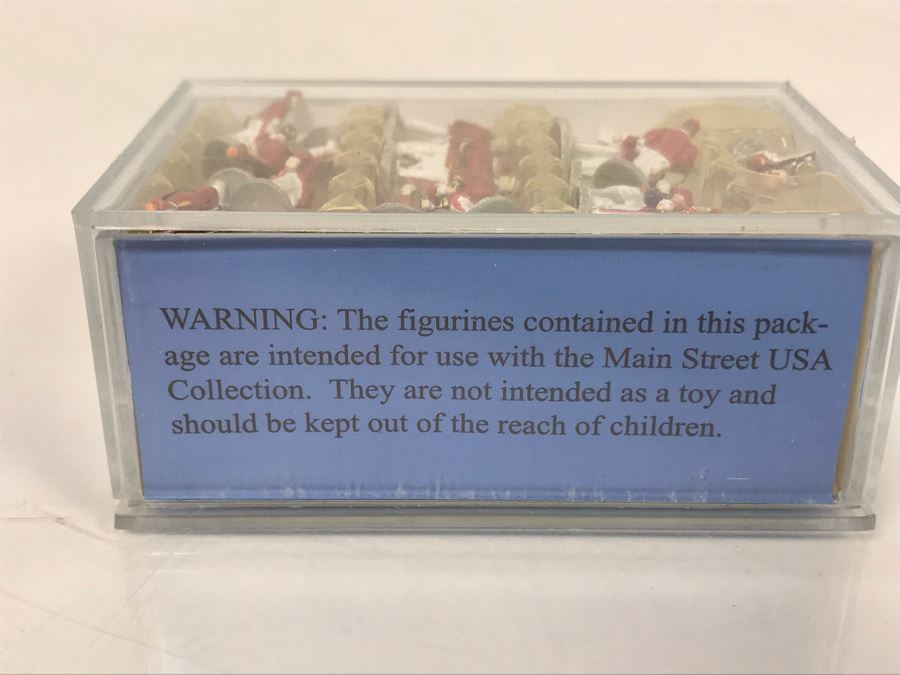 WARNING: The figurines contained in this pack-
age are intended for use with the Main Street USA
Collection. They are not intended as a toy and
should be kept out of the reach of children.